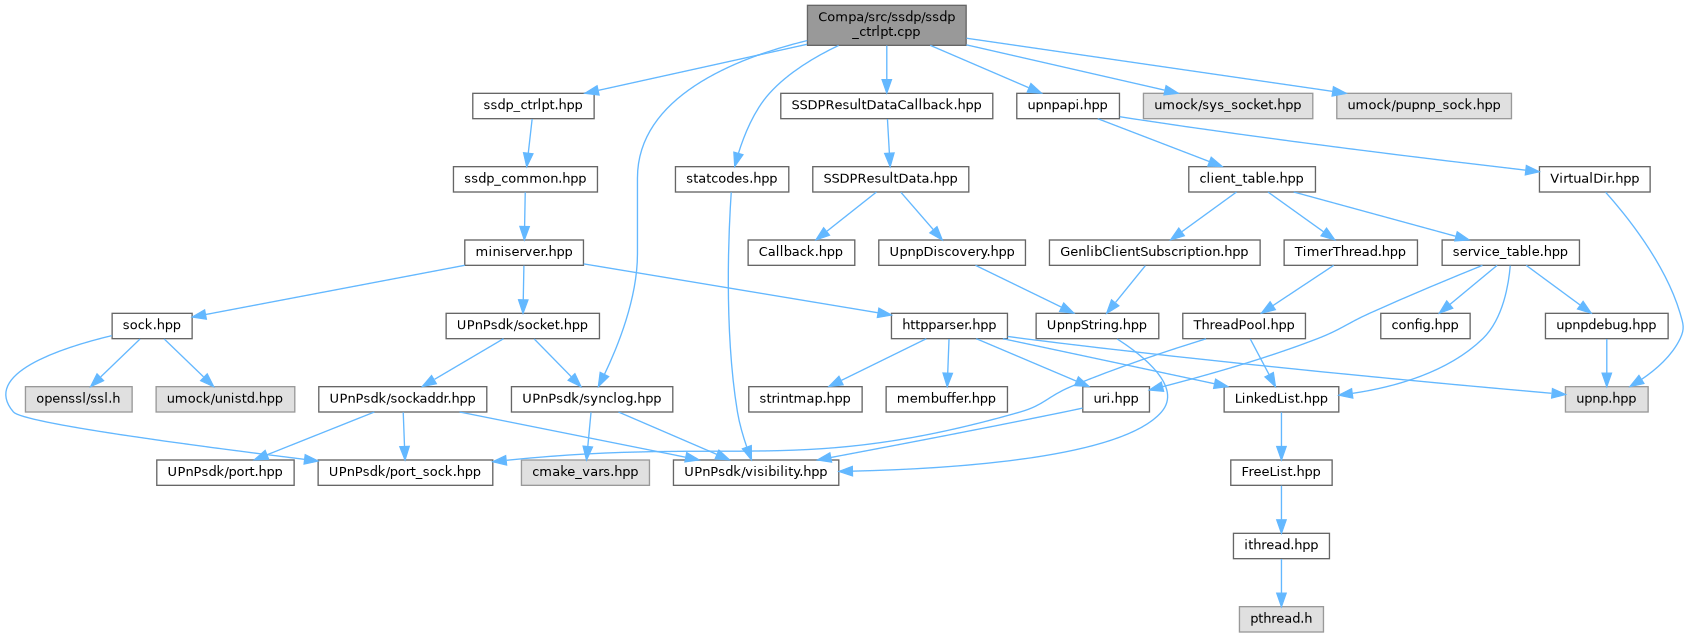 Compa/src/ssdp/ssdp
_ctrlpt.cpp
ssdp_ctrlpt.hpp
SSDPResultDataCallback.hpp
upnpapi.hpp
umock/sys_socket.hpp
umock/pupnp_sock.hpp
ssdp_common.hpp
statcodes.hpp
SSDPResultData.hpp
client_table.hpp
VirtualDir.hpp
miniserver.hpp
Callback.hpp
UpnpDiscovery.hpp
GenlibClientSubscription.hpp
TimerThread.hpp
service_table.hpp
sock.hpp
UPnPsdk/socket.hpp
httpparser.hpp
UpnpString.hpp
ThreadPool.hpp
config.hpp
upnpdebug.hpp
openssl/ssl.h
umock/unistd.hpp
UPnPsdk/sockaddr.hpp
UPnPsdk/synclog.hpp
strintmap.hpp
membuffer.hpp
uri.hpp
LinkedList.hpp
upnp.hpp
UPnPsdk/port.hpp
UPnPsdk/port_sock.hpp
cmake_vars.hpp
UPnPsdk/visibility.hpp
FreeList.hpp
ithread.hpp
pthread.h